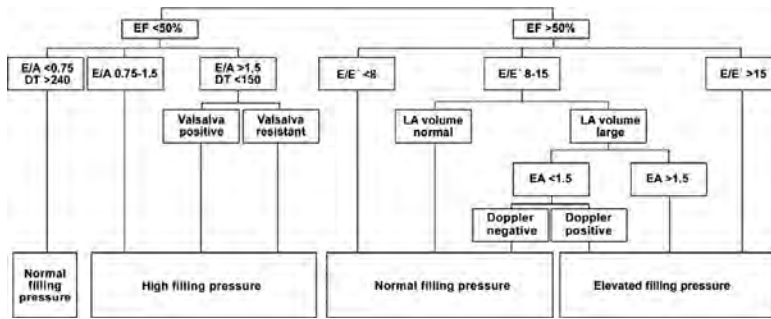 EF <50%
EF >50%
E/A <0.75
DT >240
E/A 0.75-1.5
E/A >1.5
DT <150
E/E` <8
E/E` 8-15
E/E` >15
Valsalva
positive
Valsalva
resistant
LA volume
normal
LA volume
large
EA <1.5
EA >1.5
Doppler
negative
Doppler
positive
Normal
filling
pressure
High filling pressure
Normal filling pressure
Elevated filling pressure